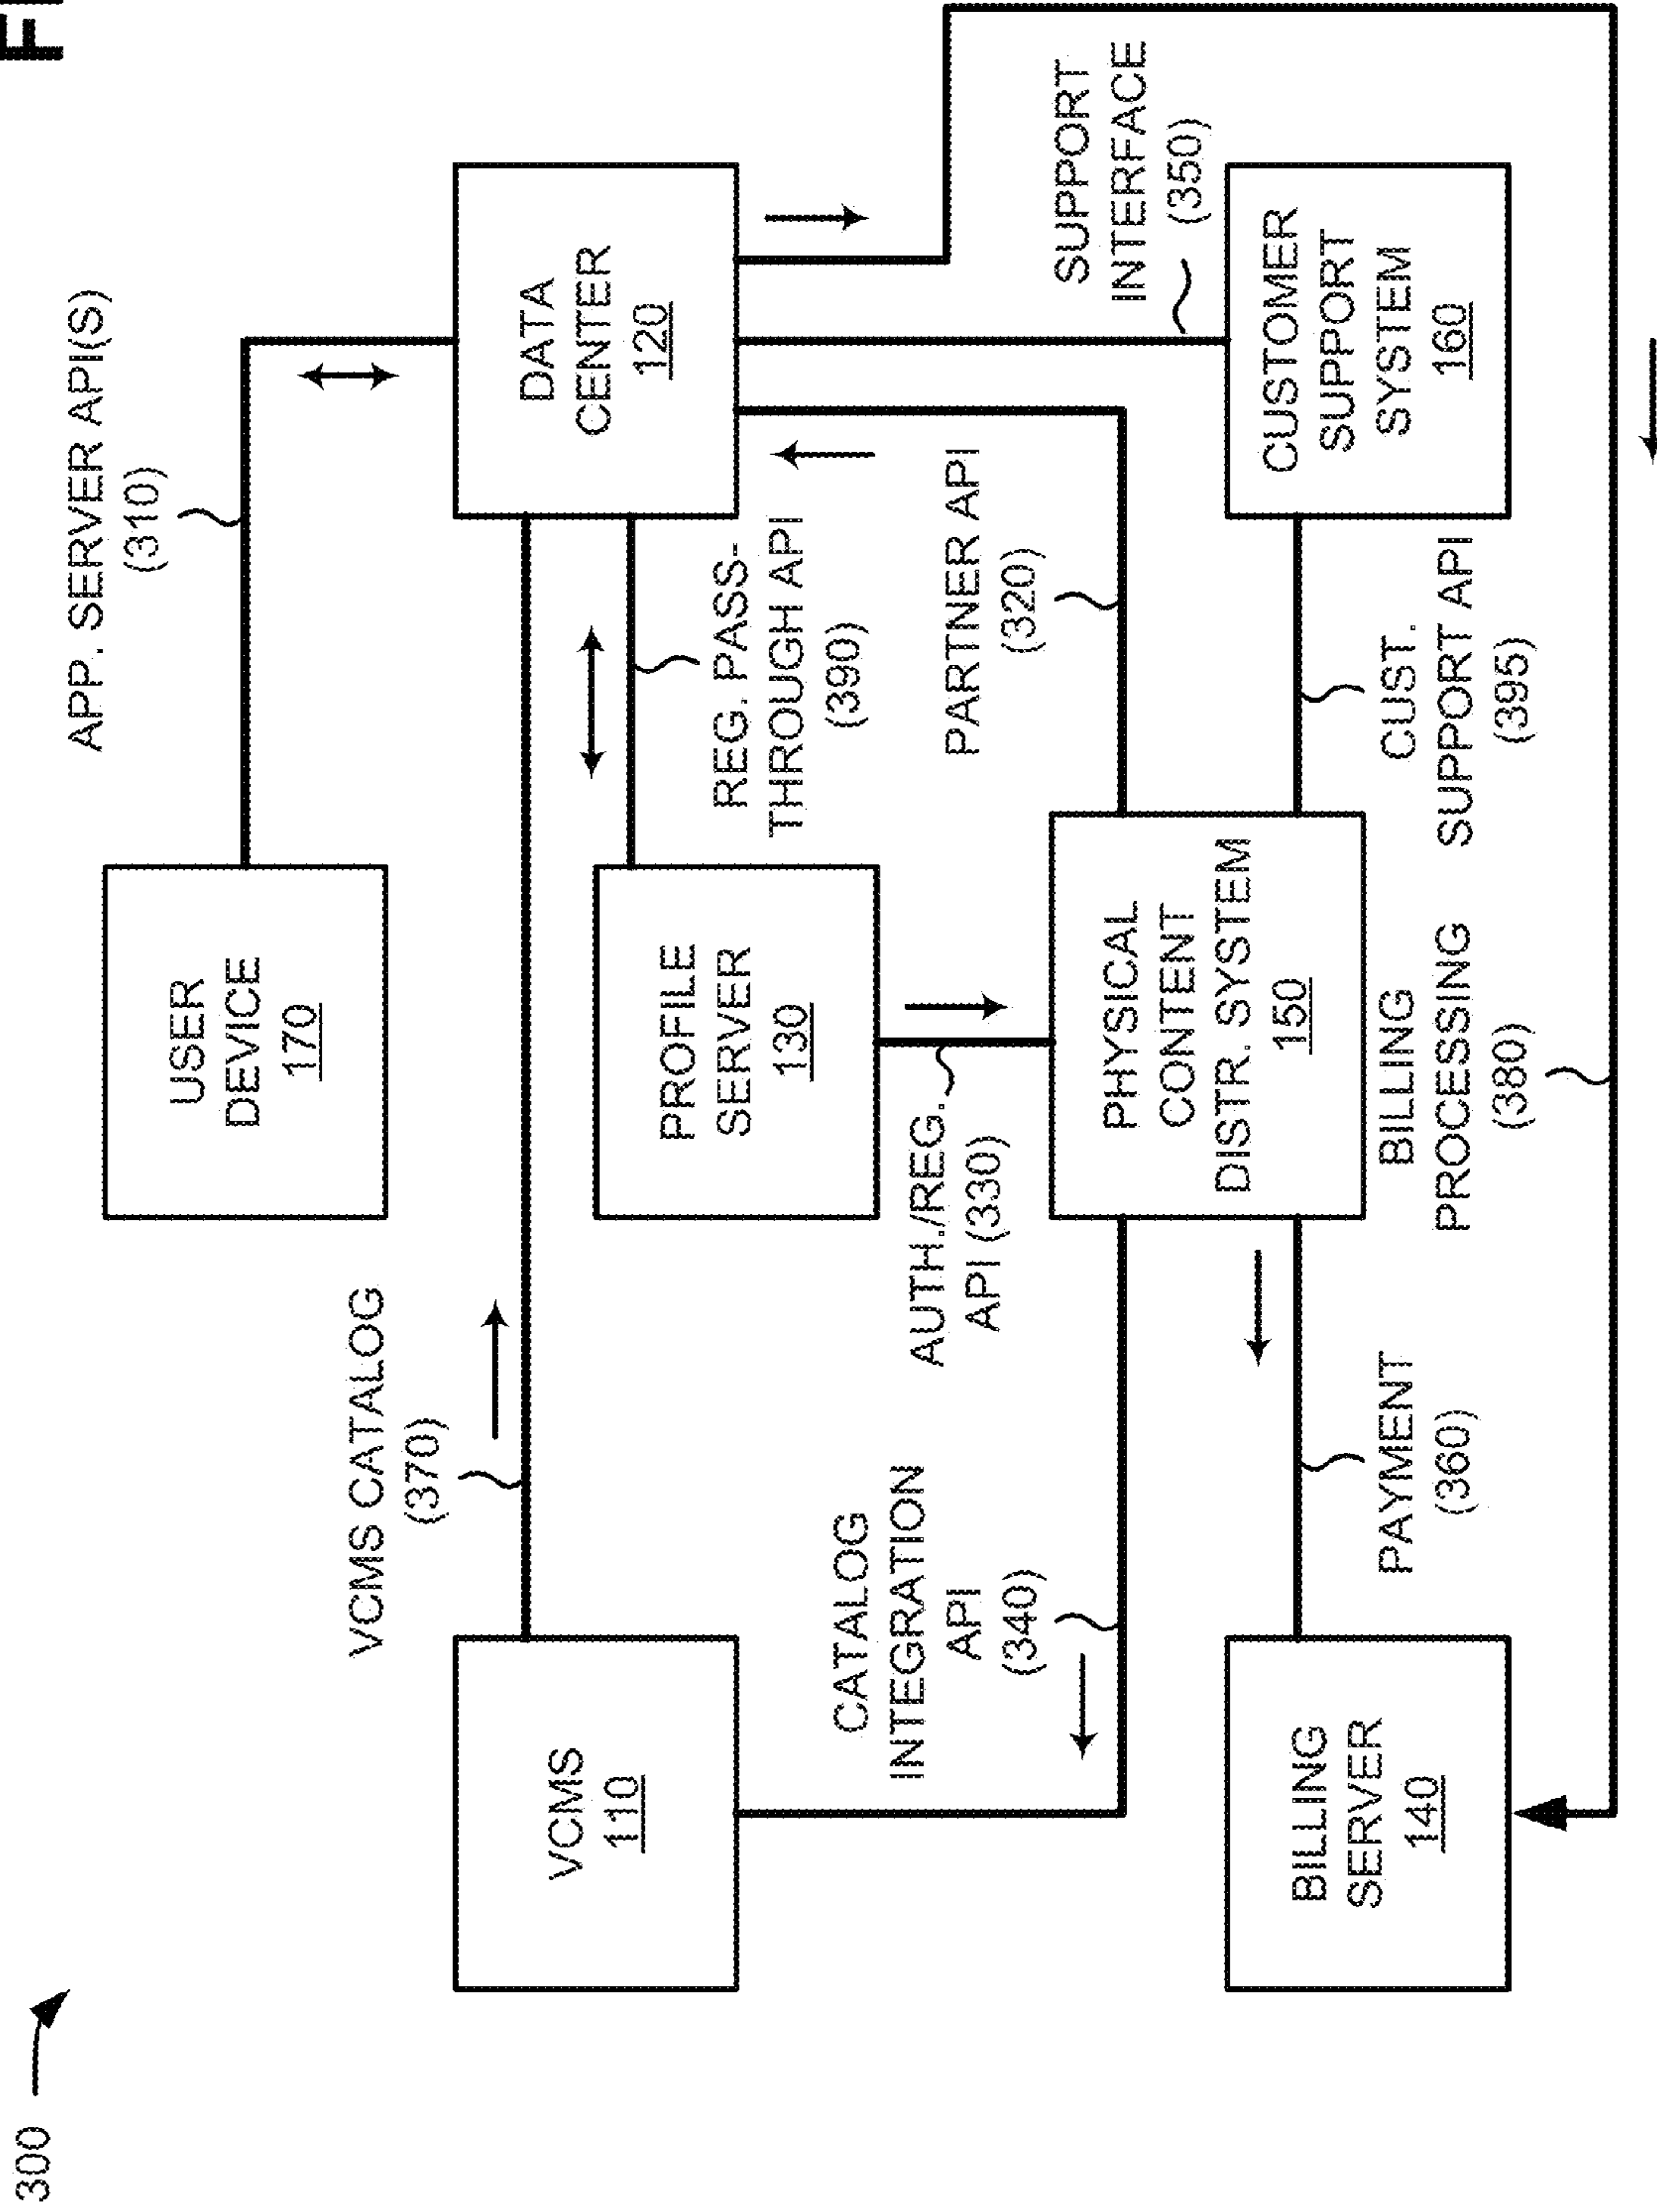 300
APP. SERVER API(S)
(310)
USER
DEVICE
170
VCMS CATALOG
(370)
VCMS
110
DATA
CENTER
120
PROFILE
SERVER
130
REG. PASS-
THROUGH API
(390)
CATALOG
INTEGRATION
API
(340)
AUTH./REG.
API (330)
PARTNER API
(320)
SUPPORT
INTERFACE
(350)
PHYSICAL
CONTENT
DISTR. SYSTEM
150
BILLING
SERVER
140
CUSTOMER
SUPPORT
SYSTEM
160
PAYMENT
(360)
BILLING
PROCESSING
(380)
CUST.
SUPPORT API
(395)